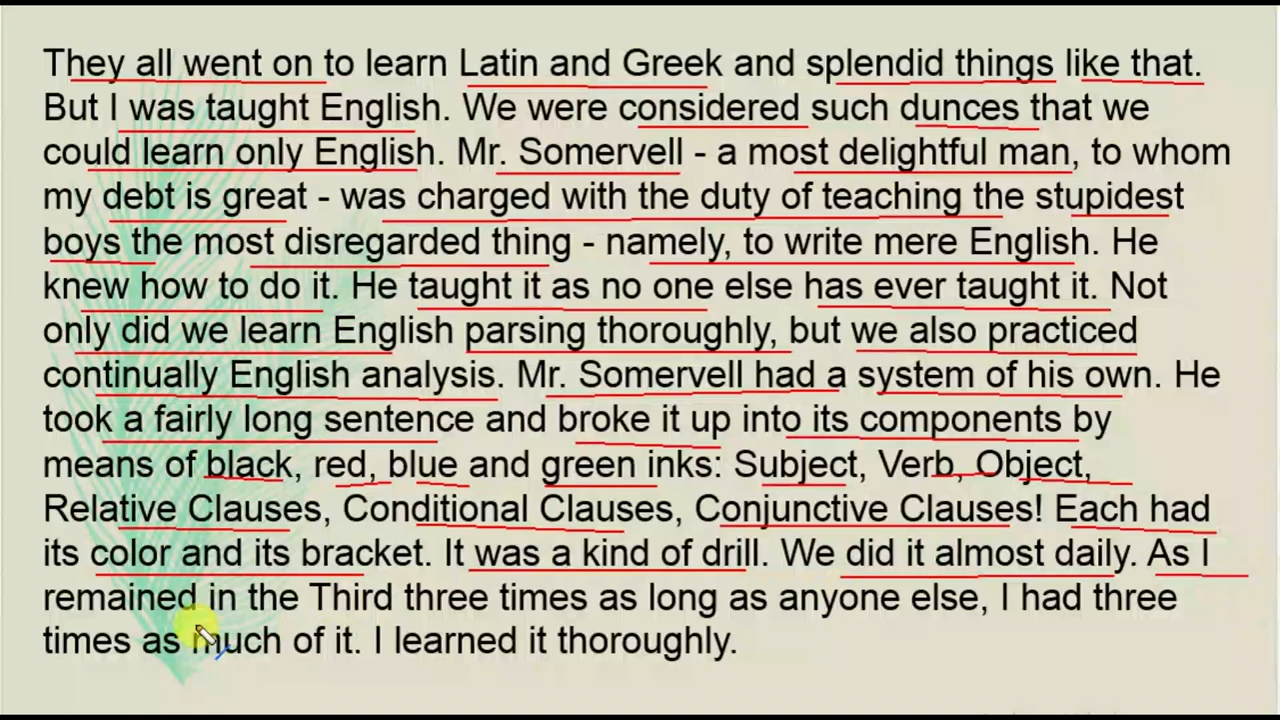 They all went on to learn Latin and Greek and splendid things like that.
But I was taught English. We were considered such dunces that we
could learn only English. Mr. Somervell - a most delightful man, to whom
my debt is great - was charged with the duty of teaching the stupidest
boys the most disregarded thing - namely, to write mere English. He
knew how to do it. He taught it as no one else has ever taught it. Not
only did we learn English parsing thoroughly, but we also practiced
continually English analysis. Mr. Somervell had a system of his own. He
took a fairly long sentence and broke it up into its components by
means of black, red, blue and green inks: Subject, Verb, Object,
Relative Clauses, Conditional Clauses, Conjunctive Clauses! Each had
its color and its bracket. It was a kind of drill. We did it almost daily. As I
remained in the Third three times as long as anyone else, I had three
times as much of it. I learned it thoroughly.